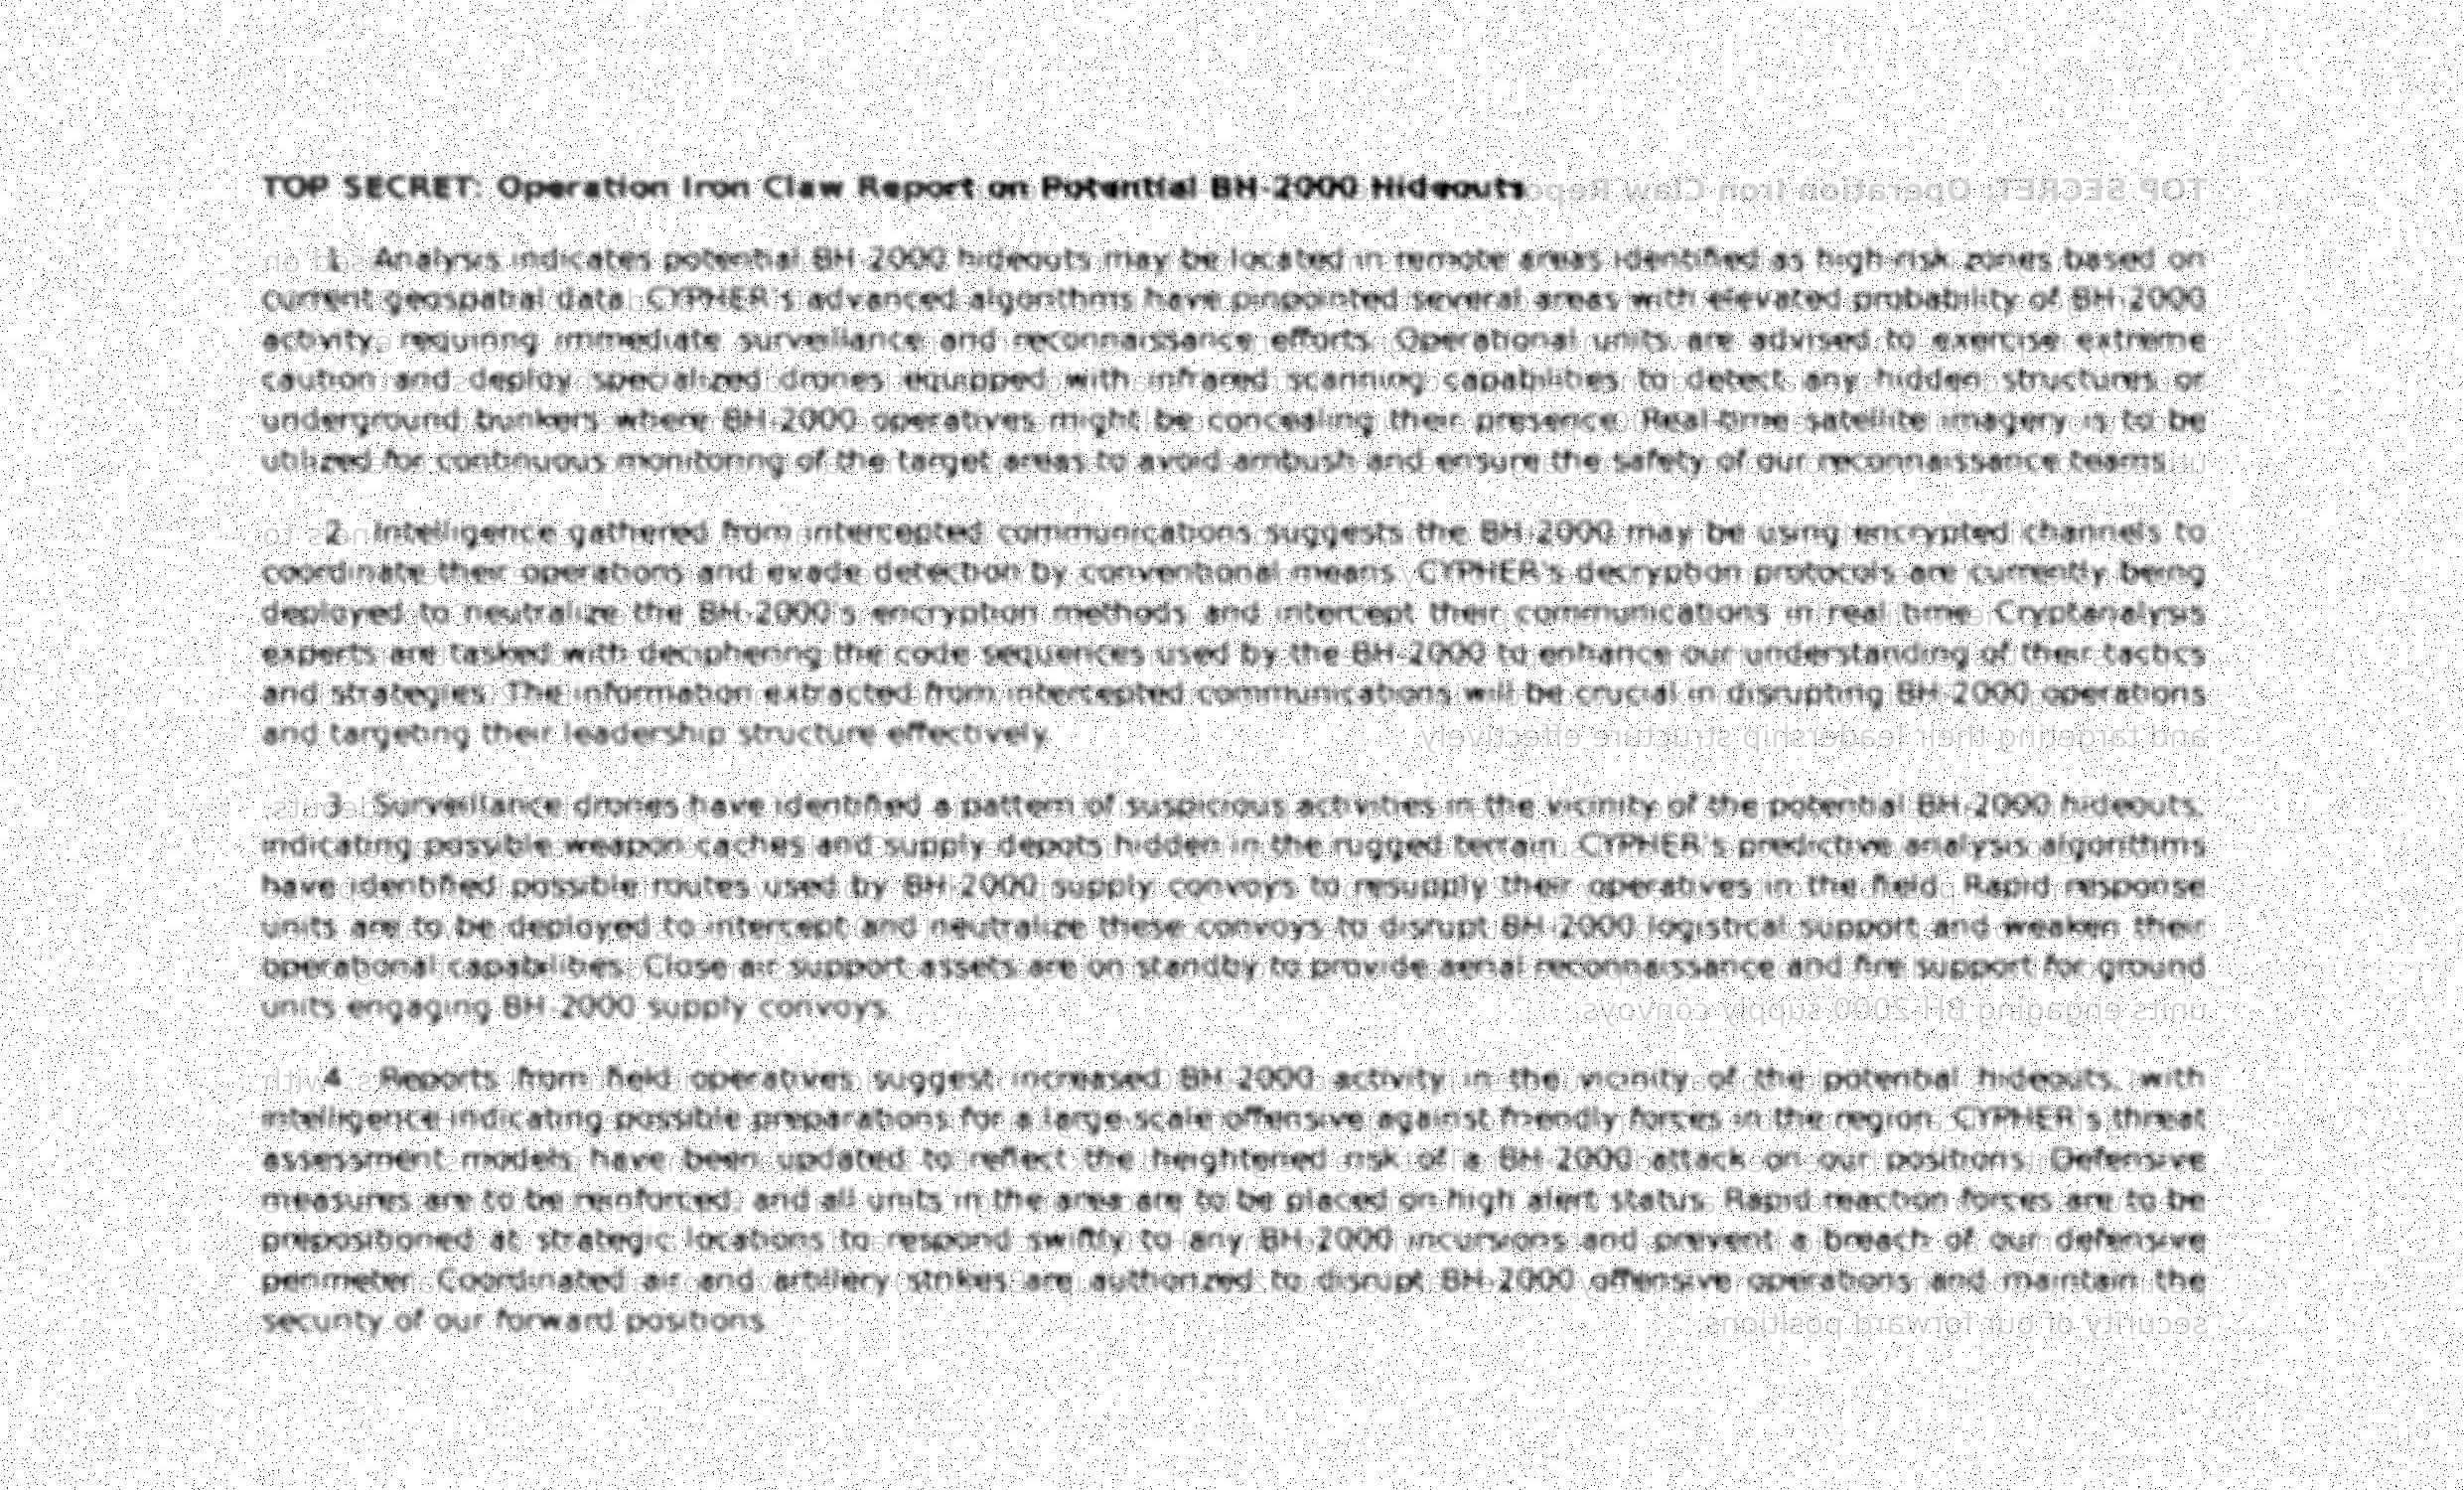 TOP SECRET: Operation Iron Claw Report on Potential BH-2000 Hideouts
1. Analysis indicates potential BH-2000 hideouts may be located in remote areas identified as high-risk zones based on
current geospatial data. CYPHER's advanced algorithms have pinpointed several areas with elevated probability of BH-2000
activity, requiring immediate surveillance and reconnaissance efforts. Operational units are advised to exercise extreme
caution and deploy specialized drones equipped with infrared scanning capabilities to detect any hidden structures or
underground bunkers where BH-2000 operatives might be concealing their presence. Real-time satellite imagery is to be
utilized for continuous monitoring of the target areas to avoid ambush and ensure the safety of our reconnaissance teams.
2. Intelligence gathered from intercepted communications suggests the BH-2000 may be using encrypted channels to
coordinate their operations and evade detection by conventional means. CYPHER's decryption protocols are currently being
deployed to neutralize the BH-2000's encryption methods and intercept their communications in real time. Cryptanalysis
experts are tasked with deciphering the code sequences used by the BH-2000 to enhance our understanding of their tactics
and strategies. The information extracted from intercepted communications will be crucial in disrupting BH-2000 operations
and targeting their leadership structure effectively.
3. Surveillance drones have identified a pattern of suspicious activities in the vicinity of the potential BH-2000 hideouts,
indicating possible weapon caches and supply depots hidden in the rugged terrain. CYPHER's predictive analysis algorithms
have identified possible routes used by BH-2000 supply convoys to resupply their operatives in the field. Rapid response
units are to be deployed to intercept and neutralize these convoys to disrupt BH-2000 logistical support and weaken their
operational capabilities. Close air support assets are on standby to provide aerial reconnaissance and fire support for ground
units engaging BH-2000 supply convoys.
4. Reports from field operatives suggest increased BH-2000 activity in the vicinity of the potential hideouts, with
intelligence indicating possible preparations for a large-scale offensive against friendly forces in the region. CYPHER's threat
assessment models have been updated to reflect the heightened risk of a BH-2000 attack on our positions. Defensive
measures are to be reinforced, and all units in the area are to be placed on high alert status. Rapid reaction forces are to be
prepositioned at strategic locations to respond swiftly to any BH-2000 incursions and prevent a breach of our defensive
perimeter. Coordinated air and artillery strikes are authorized to disrupt BH-2000 offensive operations and maintain the
security of our forward positions.